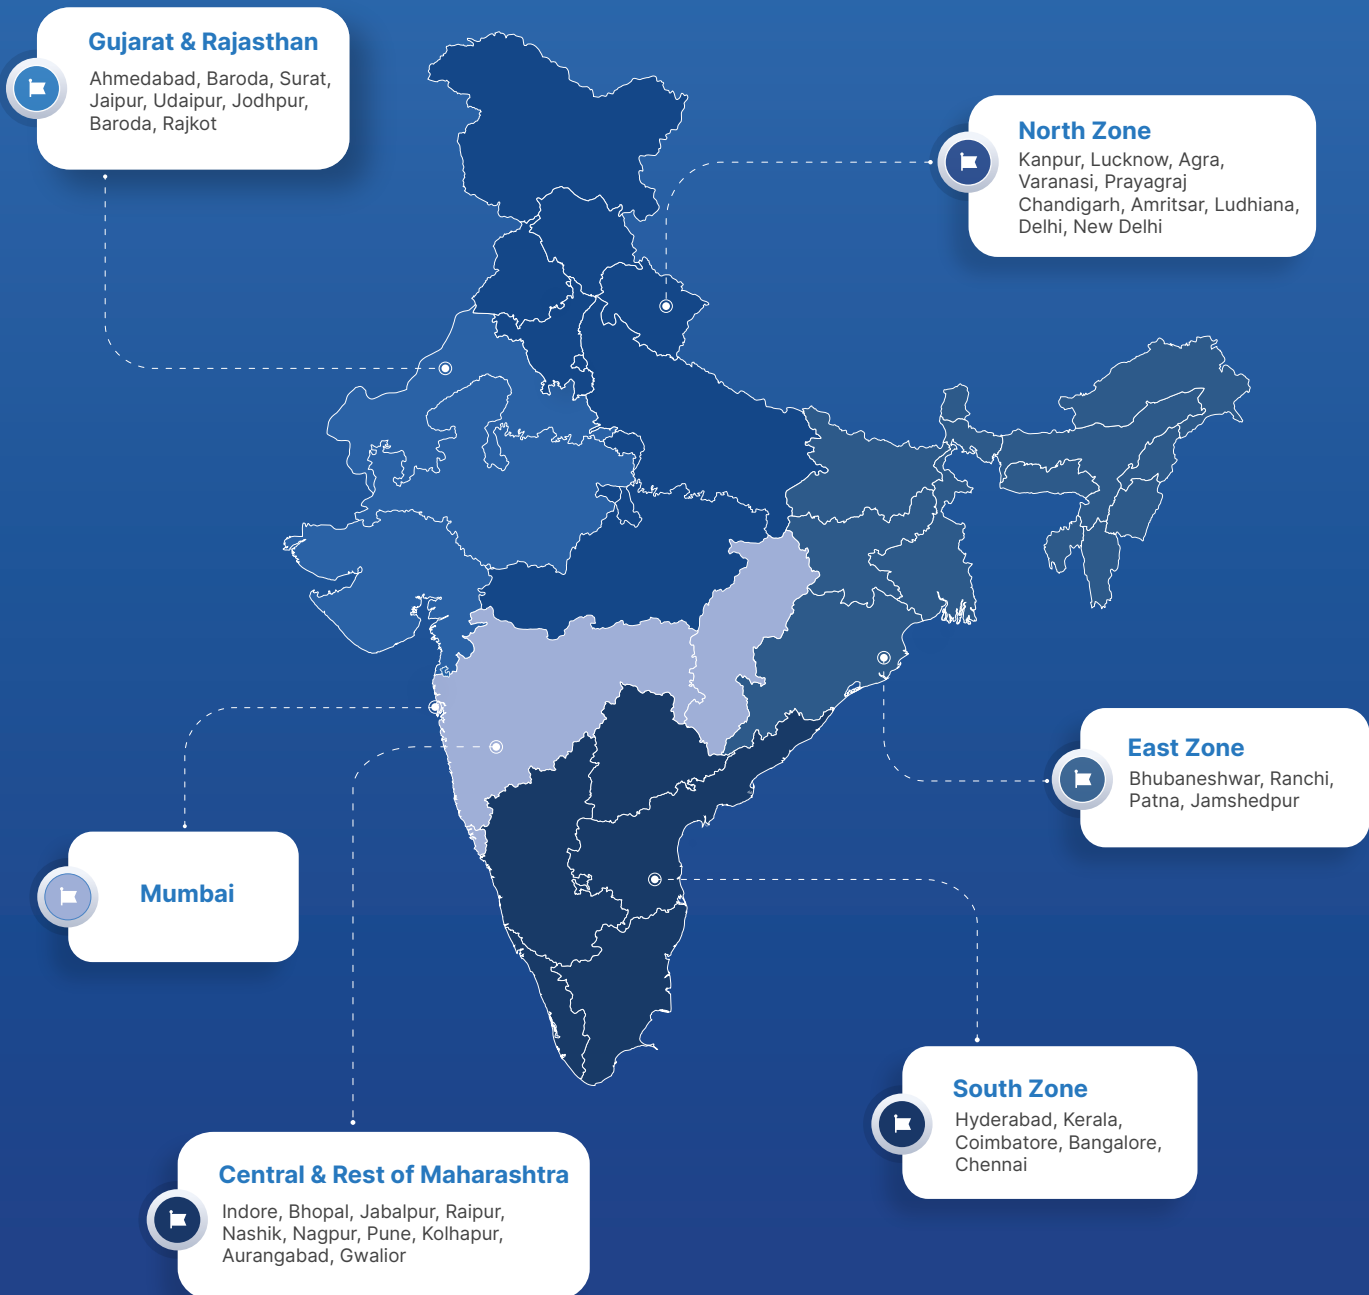 Gujarat & Rajasthan
Ahmedabad, Baroda, Surat,
Jaipur, Udaipur, Jodhpur,
Baroda, Rajkot
North Zone
Kanpur, Lucknow, Agra,
Varanasi, Prayagraj
Chandigarh, Amritsar, Ludhiana,
Delhi, New Delhi
East Zone
Bhubaneshwar, Ranchi,
Patna, Jamshedpur
Mumbai
South Zone
Hyderabad, Kerala,
Coimbatore, Bangalore,
Chennai
Central & Rest of Maharashtra
Indore, Bhopal, Jabalpur, Raipur,
Nashik, Nagpur, Pune, Kolhapur,
Aurangabad, Gwalior